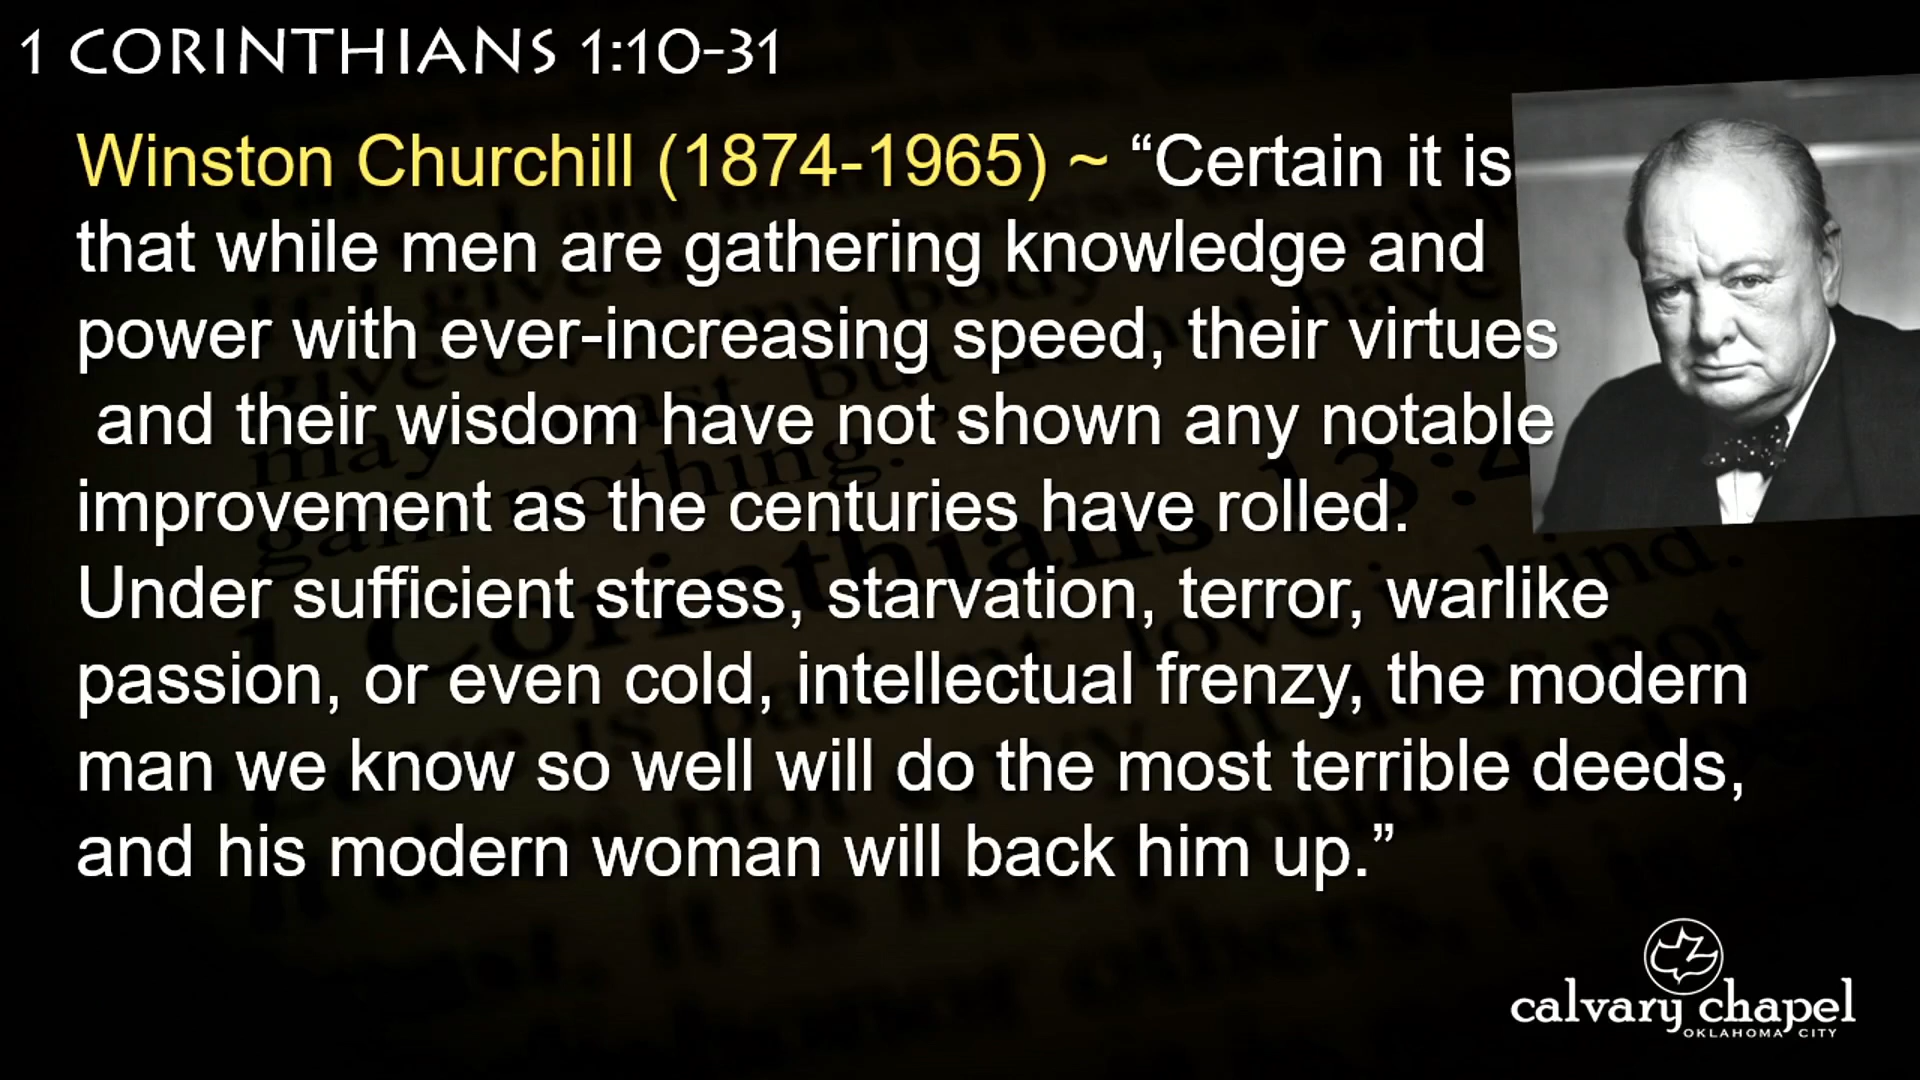 1 CORINTHIANS 1:10-31
Winston Churchill (1874-1965) ~ “Certain it is
that while men are gathering knowledge and
power with ever-increasing speed, their virtues
and their wisdom have not shown any notable
improvement as the centuries have rolled.
Under sufficient stress, starvation, terror, warlike
passion, or even cold, intellectual frenzy, the modern
man we know so well will do the most terrible deeds,
and his modern woman will back him up.”
calvary chapel
OKLAHOMA CITY